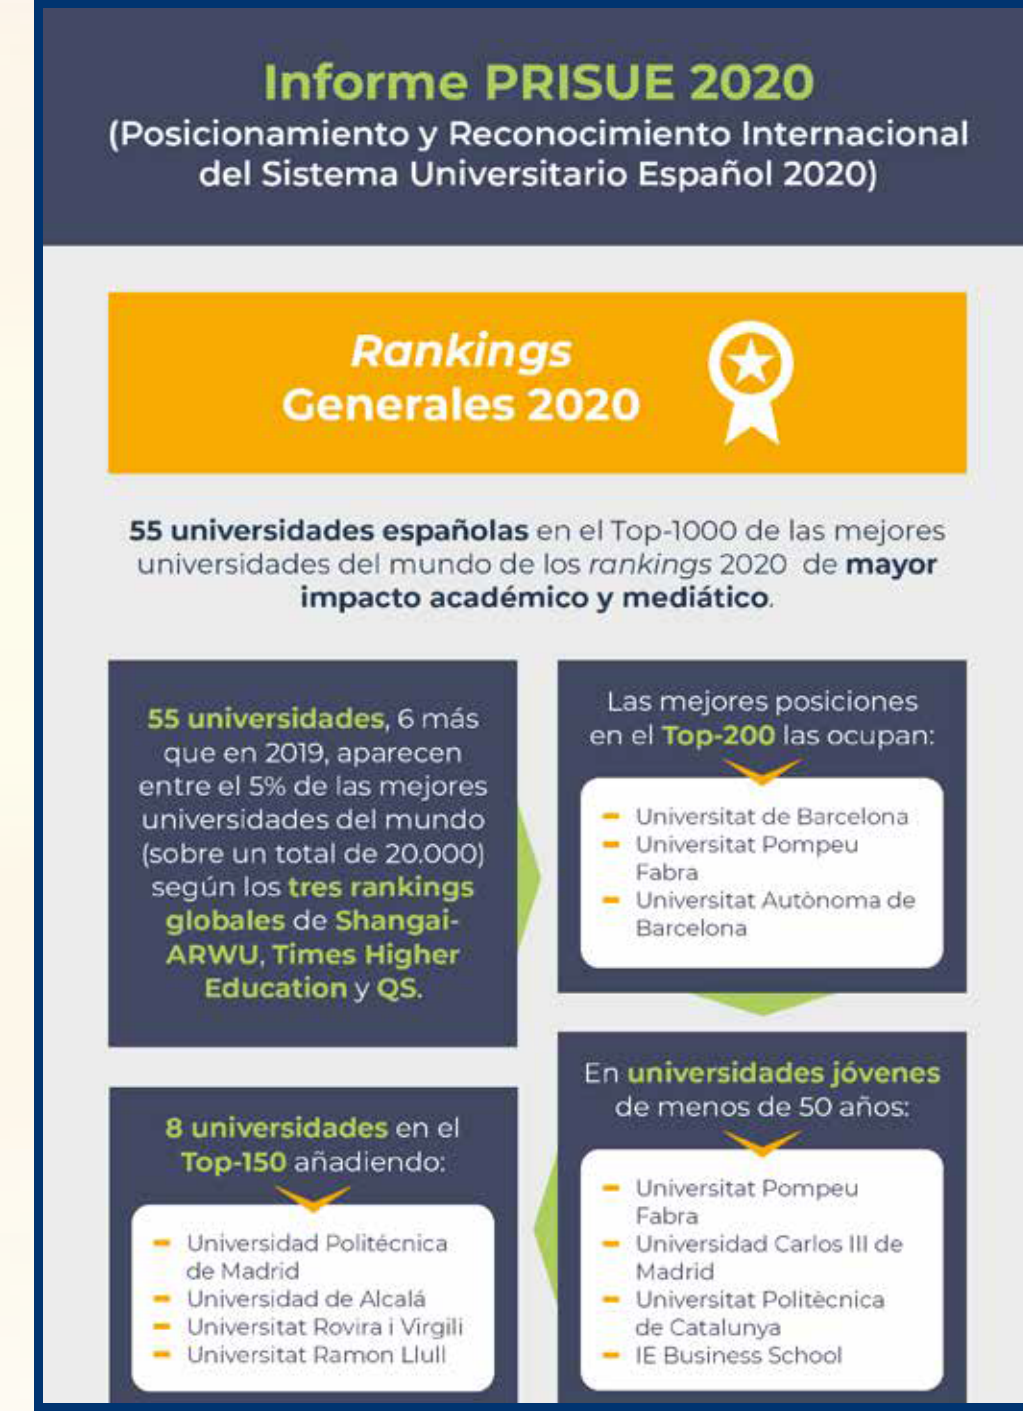 Informe PRISUE 2020
(Posicionamiento y Reconocimiento Internacional
del Sistema Universitario Español 2020)
Rankings
Generales 2020
55 universidades españolas en el Top-1000 de las mejores
universidades del mundo de los rankings 2020 de mayor
impacto académico y mediático.
55 universidades, 6 más
que en 2019, aparecen
entre el 5% de las mejores
universidades del mundo
(sobre un total de 20.000)
según los tres rankings
globales de Shangai-
ARWU, Times Higher
Education y QS.
Las mejores posiciones
en el Top-200 las ocupan:
- Universitat de Barcelona
- Universitat Pompeu
Fabra
- Universitat Autònoma de
Barcelona
En universidades jóvenes
de menos de 50 años:
- Universitat Pompeu
Fabra
- Universidad Carlos III de
Madrid
- Universitat Politècnica
de Catalunya
- IE Business School
8 universidades en el
Top-150 añadiendo:
- Universidad Politécnica
de Madrid
- Universidad de Alcalá
- Universitat Rovira i Virgili
- Universitat Ramon Llull